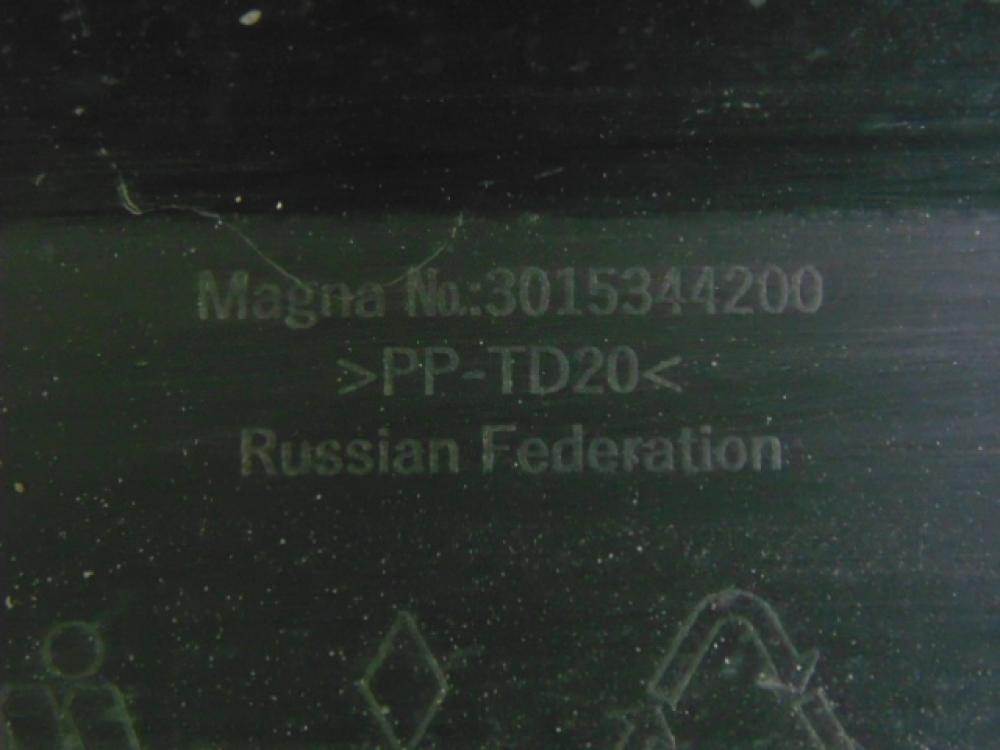 Magna No.:3015344200
>PP-TD20<
Russian Federation